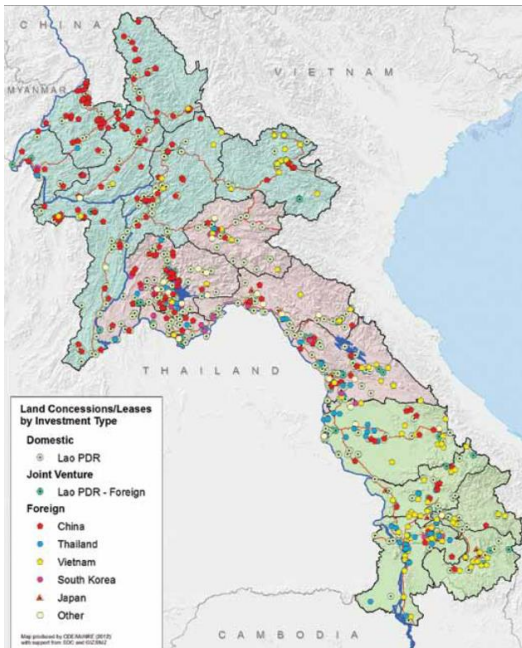 CHINA
VIETNAM
MYANMAR
THAILAND
Land Concessions/Leases
by Investment Type
Domestic
Lao PDR
Joint Venture
Lao PDR - Foreign
Foreign
China
Thailand
Vietnam
South Korea
Japan
Other
Map produced by CDE/MoNRE (2012)
with support from SDC and GIZ/BMZ
CAMBODIA